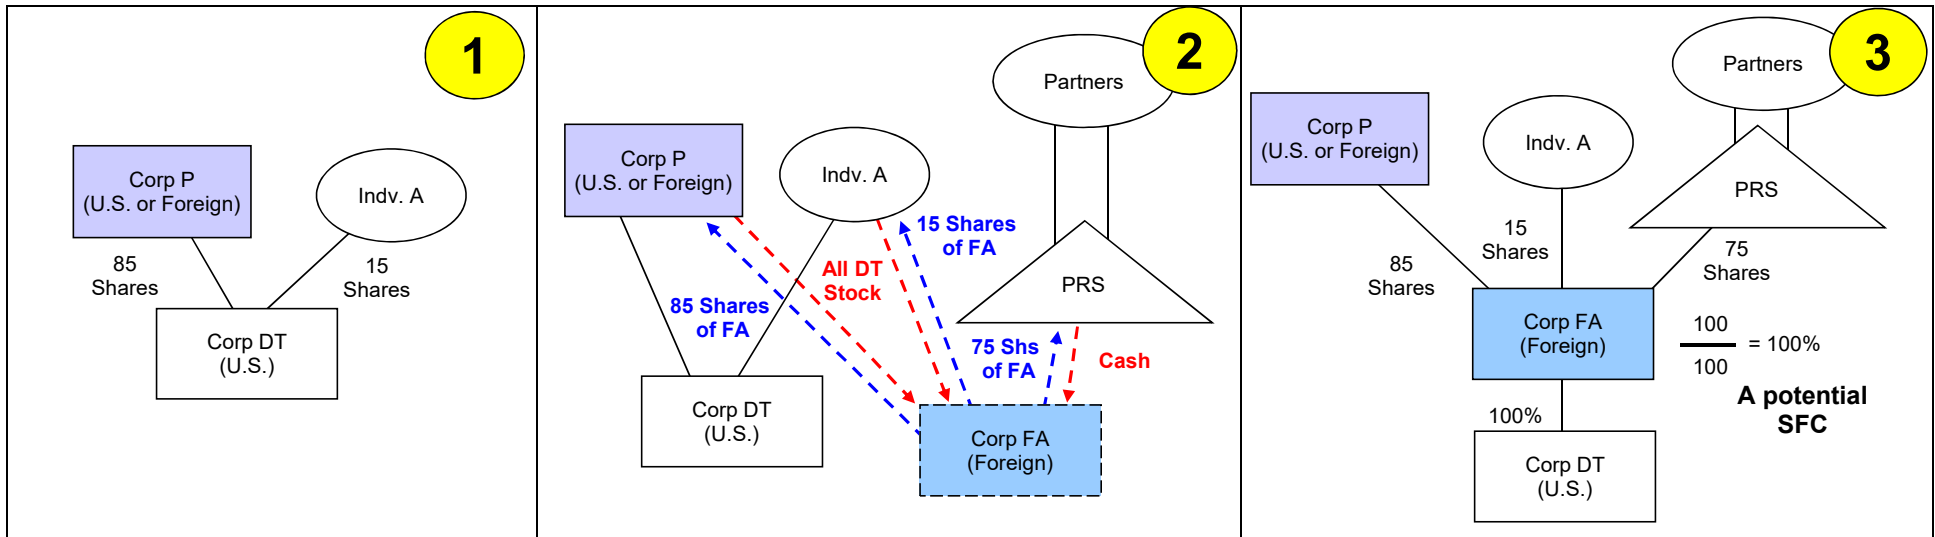 1
Corp P
(U.S. or Foreign)
Indv. A
85
Shares
15
Shares
Corp DT
(U.S.)
2
Partners
Corp P
(U.S. or Foreign)
Indv. A
15 Shares
of FA
All DT
Stock
85 Shares
of FA
PRS
75 Shs
of FA
Cash
Corp DT
(U.S.)
Corp FA
(Foreign)
3
Partners
Corp P
(U.S. or Foreign)
Indv. A
PRS
15
Shares
85
Shares
75
Shares
Corp FA
(Foreign)
100
= 100%
100
A potential
SFC
100%
Corp DT
(U.S.)